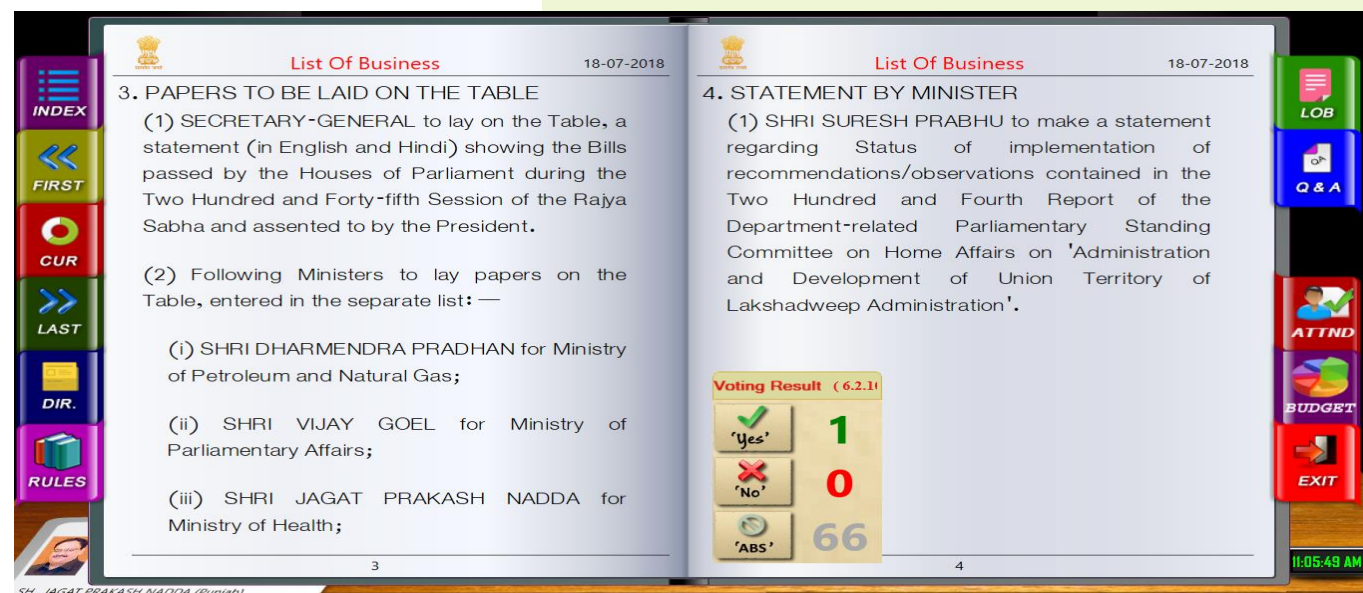 INDEX
FIRST
CUR
LAST
DIR.
RULES
List Of Business
18-07-2018
3. PAPERS TO BE LAID ON THE TABLE
(1) SECRETARY-GENERAL to lay on the Table, a
statement (in English and Hindi) showing the Bills
passed by the Houses of Parliament during the
Two Hundred and Forty-fifth Session of the Rajya
Sabha and assented to by the President.
(2) Following Ministers to lay papers on the
Table, entered in the separate list: —
(i) SHRI DHARMENDRA PRADHAN for Ministry
of Petroleum and Natural Gas;
(ii) SHRI VIJAY GOEL for Ministry of
Parliamentary Affairs;
(iii) SHRI JAGAT PRAKASH NADDA for
Ministry of Health;
3
List Of Business
18-07-2018
4. STATEMENT BY MINISTER
(1) SHRI SURESH PRABHU to make a statement
regarding Status of implementation of
recommendations/observations contained in the
Two Hundred and Fourth Report of the
Department-related Parliamentary Standing
Committee on Home Affairs on 'Administration
and Development of Union Territory of
Lakshadweep Administration'.
Voting Result (6.2.1
'Yes' 1
'No' 0
'ABS' 66
4
LOB
Q & A
ATTND
BUDGET
EXIT
11:05:49 AM
SH. JAGAT PRAKASH NADDA (Punjab)